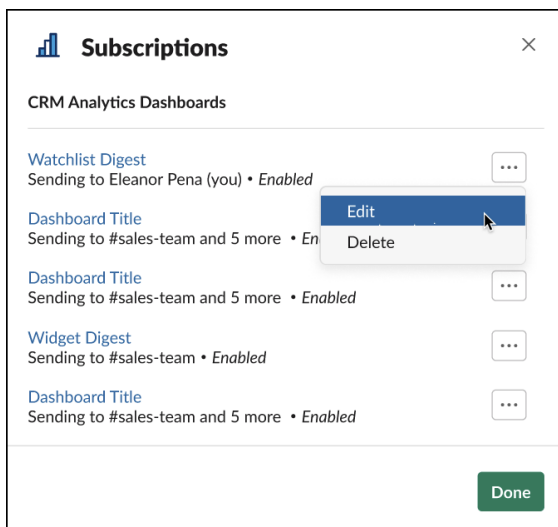 Subscriptions
CRM Analytics Dashboards
Watchlist Digest
Sending to Eleanor Pena (you) • Enabled
Edit
Delete
Dashboard Title
Sending to #sales-team and 5 more • En
Dashboard Title
Sending to #sales-team and 5 more • Enabled
Widget Digest
Sending to #sales-team • Enabled
Dashboard Title
Sending to #sales-team and 5 more • Enabled
Done